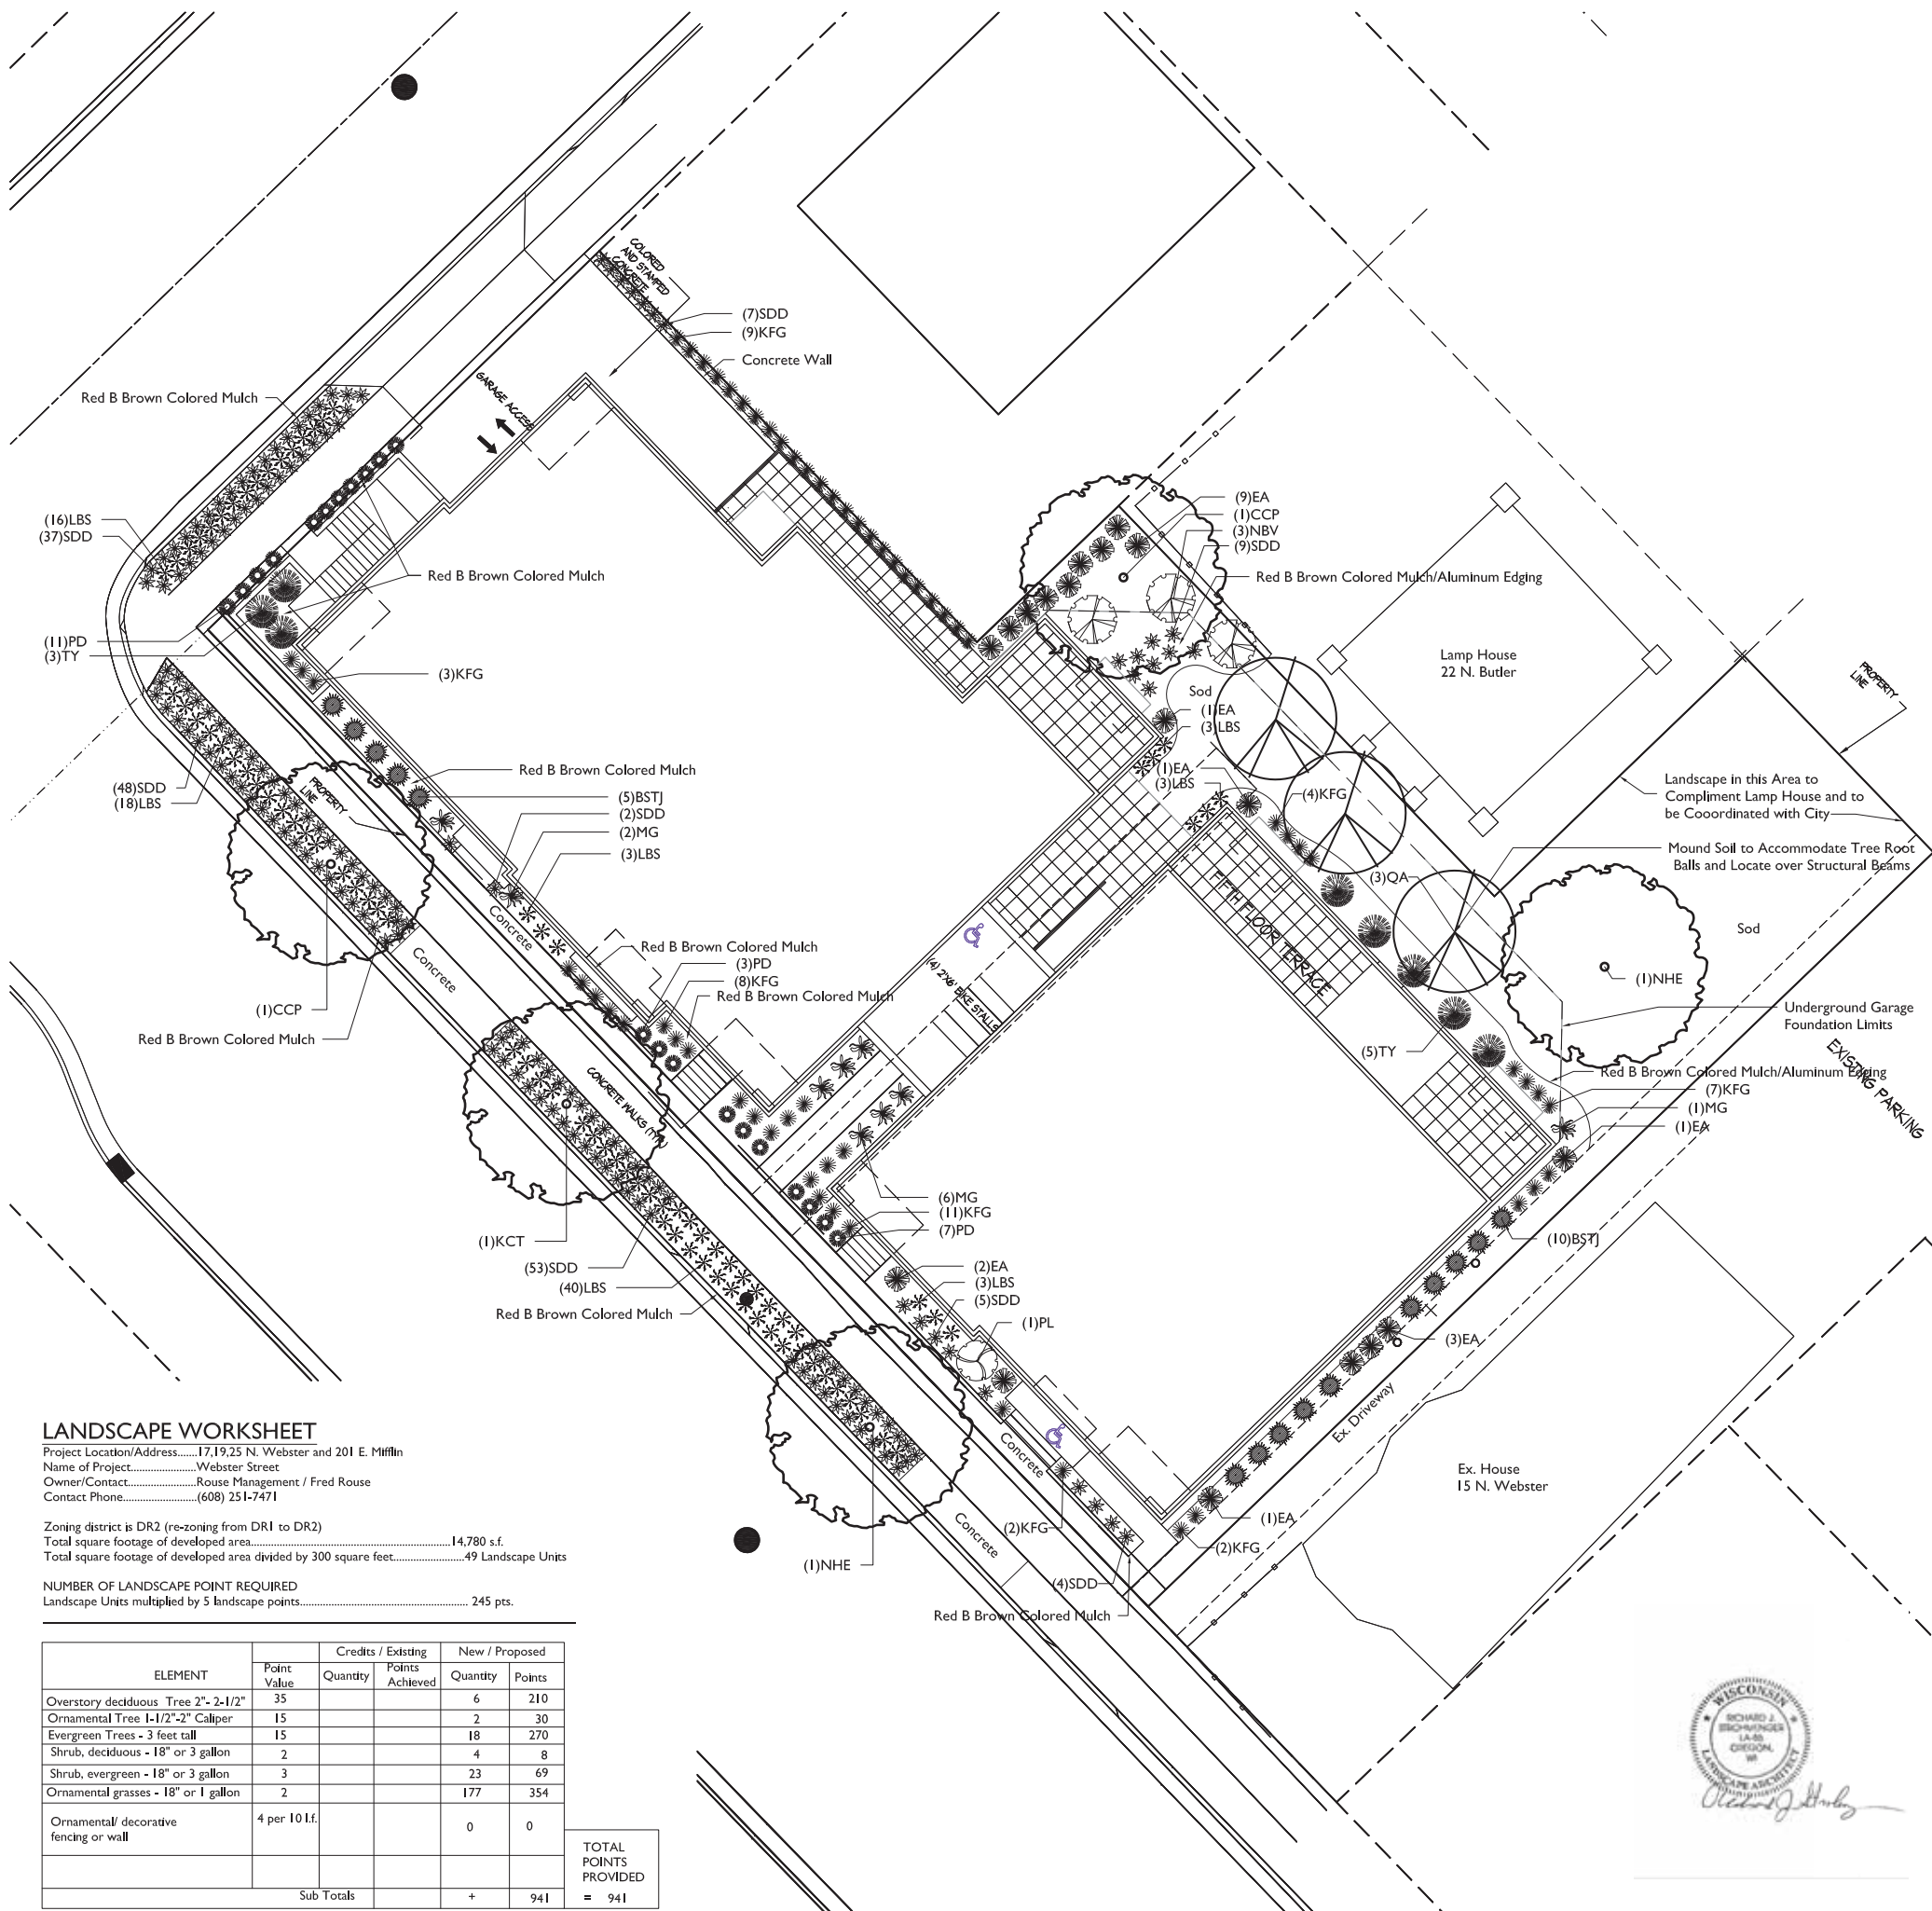 COLORED
AND STAMPED
CONCRETE
(7)SDD
(9)KFG
Concrete Wall
Red B Brown Colored Mulch
GARAGE ACCESS
(16)LBS
(37)SDD
Red B Brown Colored Mulch
(9)EA
(1)CCP
(3)NBV
(9)SDD
Red B Brown Colored Mulch/Aluminum Edging
(11)PD
(3)TY
(3)KFG
Lamp House
22 N. Butler
PROPERTY
LINE
Sod
(1)EA
(3)LBS
Red B Brown Colored Mulch
(48)SDD
(18)LBS
PROPERTY
LINE
(5)BSTJ
(2)SDD
(2)MG
(3)LBS
(1)EA
(3)LBS
(4)KFG
Landscape in this Area to
Compliment Lamp House and to
be Cooordinated with City
Mound Soil to Accommodate Tree Root
Balls and Locate over Structural Beams
(3)QA
FIFTH FLOOR TERRACE
Concrete
Concrete
Red B Brown Colored Mulch
(3)PD
(8)KFG
Red B Brown Colored Mulch
(4) 2'X6' BIKE STALLS
Sod
(1)NHE
(1)CCP
Red B Brown Colored Mulch
Underground Garage
Foundation Limits
EXISTING PARKING
(5)TY
Red B Brown Colored Mulch/Aluminum Edging
(7)KFG
(1)MG
(1)EA
CONCRETE WALKS (TYP.)
(6)MG
(11)KFG
(7)PD
(1)KCT
(53)SDD
(40)LBS
Red B Brown Colored Mulch
(10)BSTJ
(2)EA
(3)LBS
(5)SDD
(1)PL
(3)EA
Ex. Driveway
Ex. House
15 N. Webster
Concrete
Concrete
(2)KFG
(1)EA
(2)KFG
(1)NHE
(4)SDD
Red B Brown Colored Mulch
LANDSCAPE WORKSHEET
Project Location/Address.......17,19,25 N. Webster and 201 E. Mifflin
Name of Project......................Webster Street
Owner/Contact.......................Rouse Management / Fred Rouse
Contact Phone.........................(608) 251-7471
Zoning district is DR2 (re-zoning from DR1 to DR2)
Total square footage of developed area...................................................................14,780 s.f.
Total square footage of developed area divided by 300 square feet........................49 Landscape Units
NUMBER OF LANDSCAPE POINT REQUIRED
Landscape Units multiplied by 5 landscape points......................................................... 245 pts.
Credits / Existing New / Proposed
ELEMENT Point Value Quantity Points Achieved Quantity Points
Overstory deciduous Tree 2"- 2-1/2" 35 6 210
Ornamental Tree 1-1/2"-2" Caliper 15 2 30
Evergreen Trees - 3 feet tall 15 18 270
Shrub, deciduous - 18" or 3 gallon 2 4 8
Shrub, evergreen - 18" or 3 gallon 3 23 69
Ornamental grasses - 18" or 1 gallon 2 177 354
Ornamental/ decorative
fencing or wall 4 per 10 l.f. 0 0
Sub Totals + 941
TOTAL
POINTS
PROVIDED
= 941
WISCONSIN
RICHARD J.
LANDSCAPE ARCHITECT
OREGON,
WI